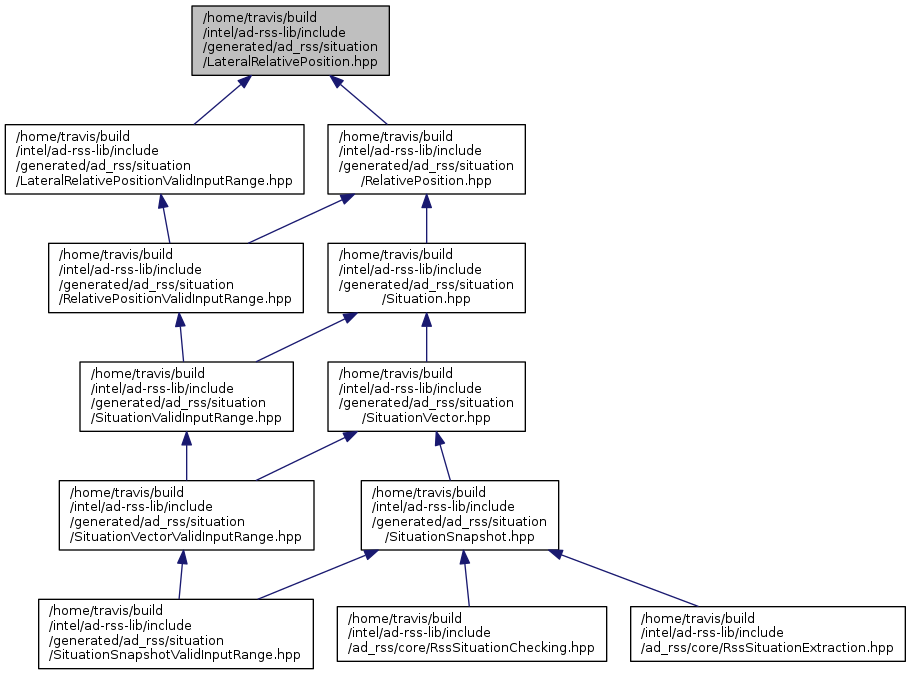 /home/travis/build
/intel/ad-rss-lib/include
/generated/ad_rss/situation
/LateralRelativePosition.hpp
/home/travis/build
/intel/ad-rss-lib/include
/generated/ad_rss/situation
/LateralRelativePositionValidInputRange.hpp
/home/travis/build
/intel/ad-rss-lib/include
/generated/ad_rss/situation
/RelativePosition.hpp
/home/travis/build
/intel/ad-rss-lib/include
/generated/ad_rss/situation
/RelativePositionValidInputRange.hpp
/home/travis/build
/intel/ad-rss-lib/include
/generated/ad_rss/situation
/Situation.hpp
/home/travis/build
/intel/ad-rss-lib/include
/generated/ad_rss/situation
/SituationValidInputRange.hpp
/home/travis/build
/intel/ad-rss-lib/include
/generated/ad_rss/situation
/SituationVector.hpp
/home/travis/build
/intel/ad-rss-lib/include
/generated/ad_rss/situation
/SituationVectorValidInputRange.hpp
/home/travis/build
/intel/ad-rss-lib/include
/generated/ad_rss/situation
/SituationSnapshot.hpp
/home/travis/build
/intel/ad-rss-lib/include
/generated/ad_rss/situation
/SituationSnapshotValidInputRange.hpp
/home/travis/build
/intel/ad-rss-lib/include
/ad_rss/core/RssSituationChecking.hpp
/home/travis/build
/intel/ad-rss-lib/include
/ad_rss/core/RssSituationExtraction.hpp